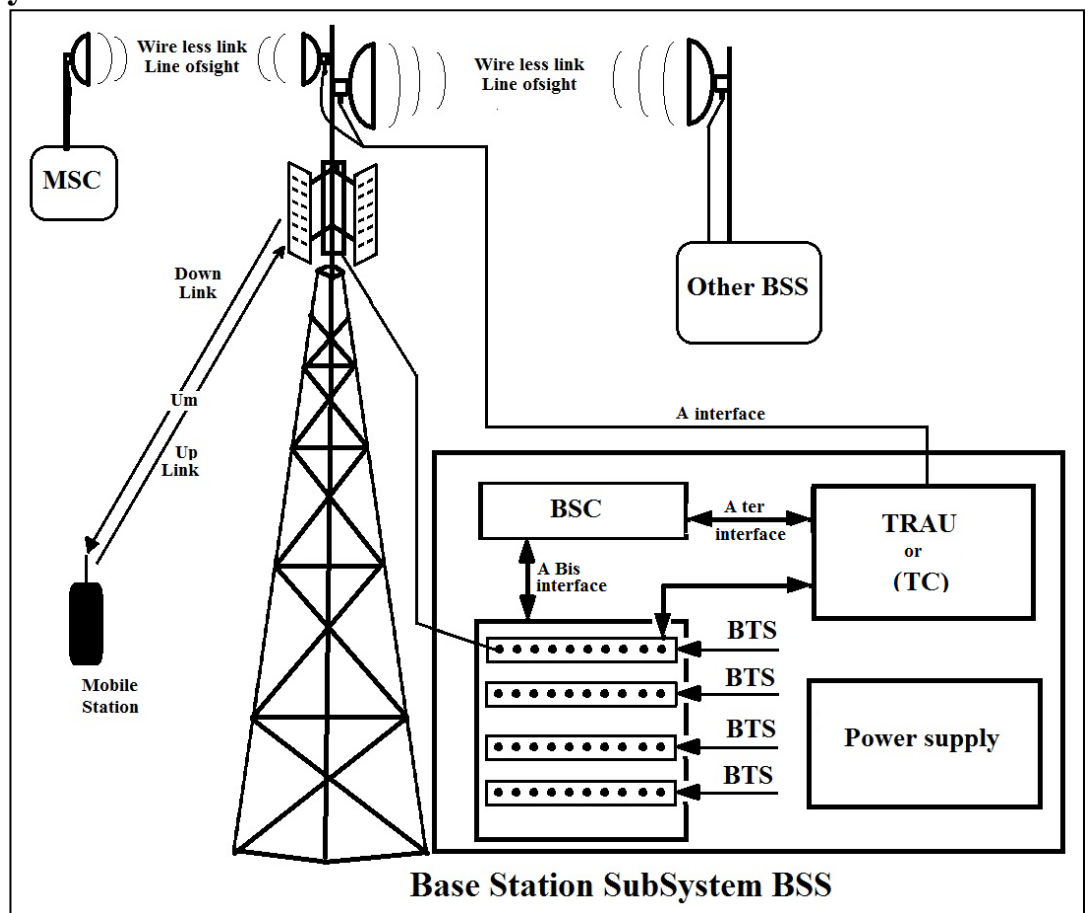 y
Wire less link
Line ofsight
Wire less link
Line ofsight
MSC
Other BSS
Down
Link
Um
Up
Link
A interface
BSC
A ter
interface
TRAU
or
(TC)
A Bis
interface
BTS
BTS
BTS
BTS
Power supply
Mobile
Station
Base Station SubSystem BSS